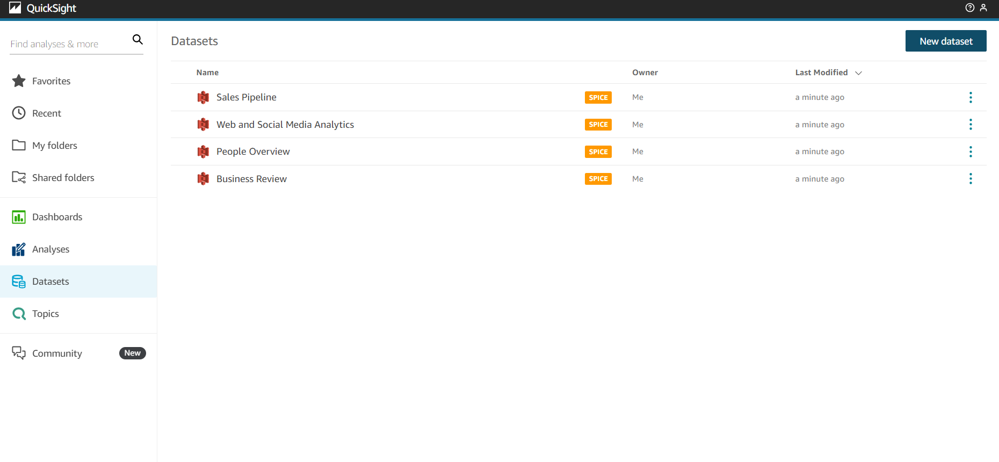 QuickSight
Find analyses & more
Favorites
Recent
My folders
Shared folders
Dashboards
Analyses
Datasets
Topics
Community New
Datasets
New dataset
Name Owner Last Modified
Sales Pipeline SPICE Me a minute ago
Web and Social Media Analytics SPICE Me a minute ago
People Overview SPICE Me a minute ago
Business Review SPICE Me a minute ago